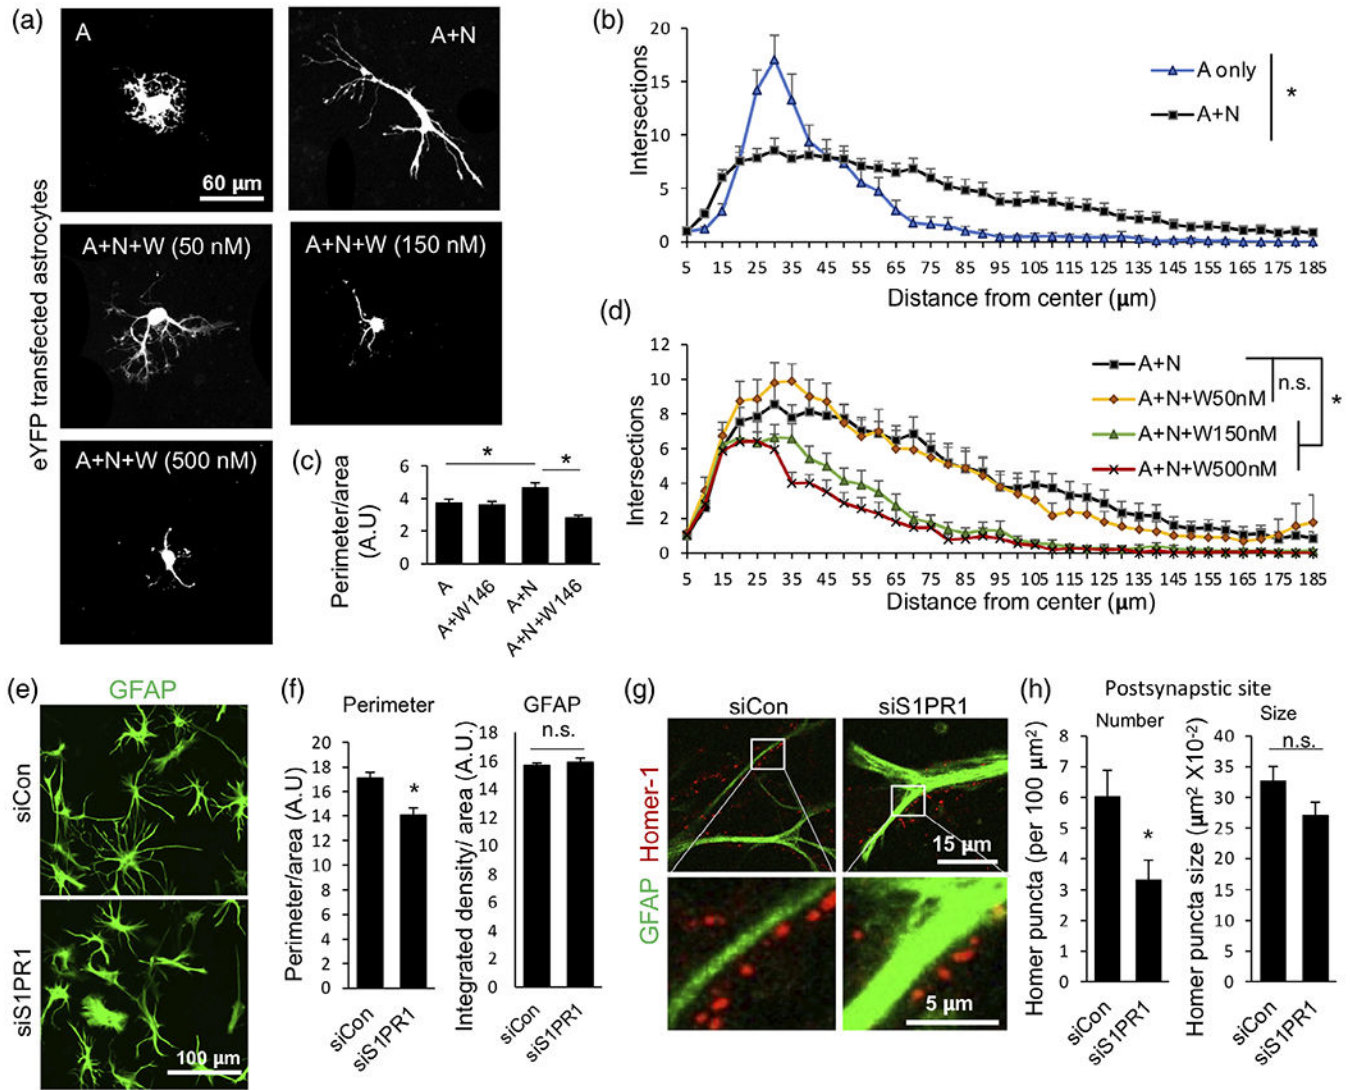 (a)
A
A+N
60 µm
A+N+W (50 nM)
A+N+W (150 nM)
A+N+W (500 nM)
eYFP transfected astrocytes
(b)
20
15
10
5
0
Intersections
5 15 25 35 45 55 65 75 85 95 105 115 125 135 145 155 165 175 185
Distance from center (µm)
A only
A+N
*
(c)
6
4
2
0
Perimeter/area
(A.U)
* *
A
A+W146
A+N
A+N+W146
(d)
12
10
8
6
4
2
0
Intersections
5 15 25 35 45 55 65 75 85 95 105 115 125 135 145 155 165 175 185
Distance from center (µm)
A+N
A+N+W50nM
A+N+W150nM
A+N+W500nM
n.s.
*
(e)
GFAP
siCon
siS1PR1
100 µm
(f)
Perimeter
20
18
16
14
12
10
8
6
4
2
0
Perimeter/area (A.U)
*
siCon
siS1PR1
GFAP
n.s.
18
16
14
12
10
8
6
4
2
0
Integrated density/ area (A.U.)
siCon
siS1PR1
(g)
siCon
siS1PR1
GFAP Homer-1
15 µm
5 µm
(h)
Postsynapstic site
Number
8
7
6
5
4
3
2
1
0
Homer puncta (per 100 µm²)
*
siCon
siS1PR1
Size
n.s.
40
35
30
25
20
15
10
5
0
Homer puncta size (µm² X10⁻²)
siCon
siS1PR1